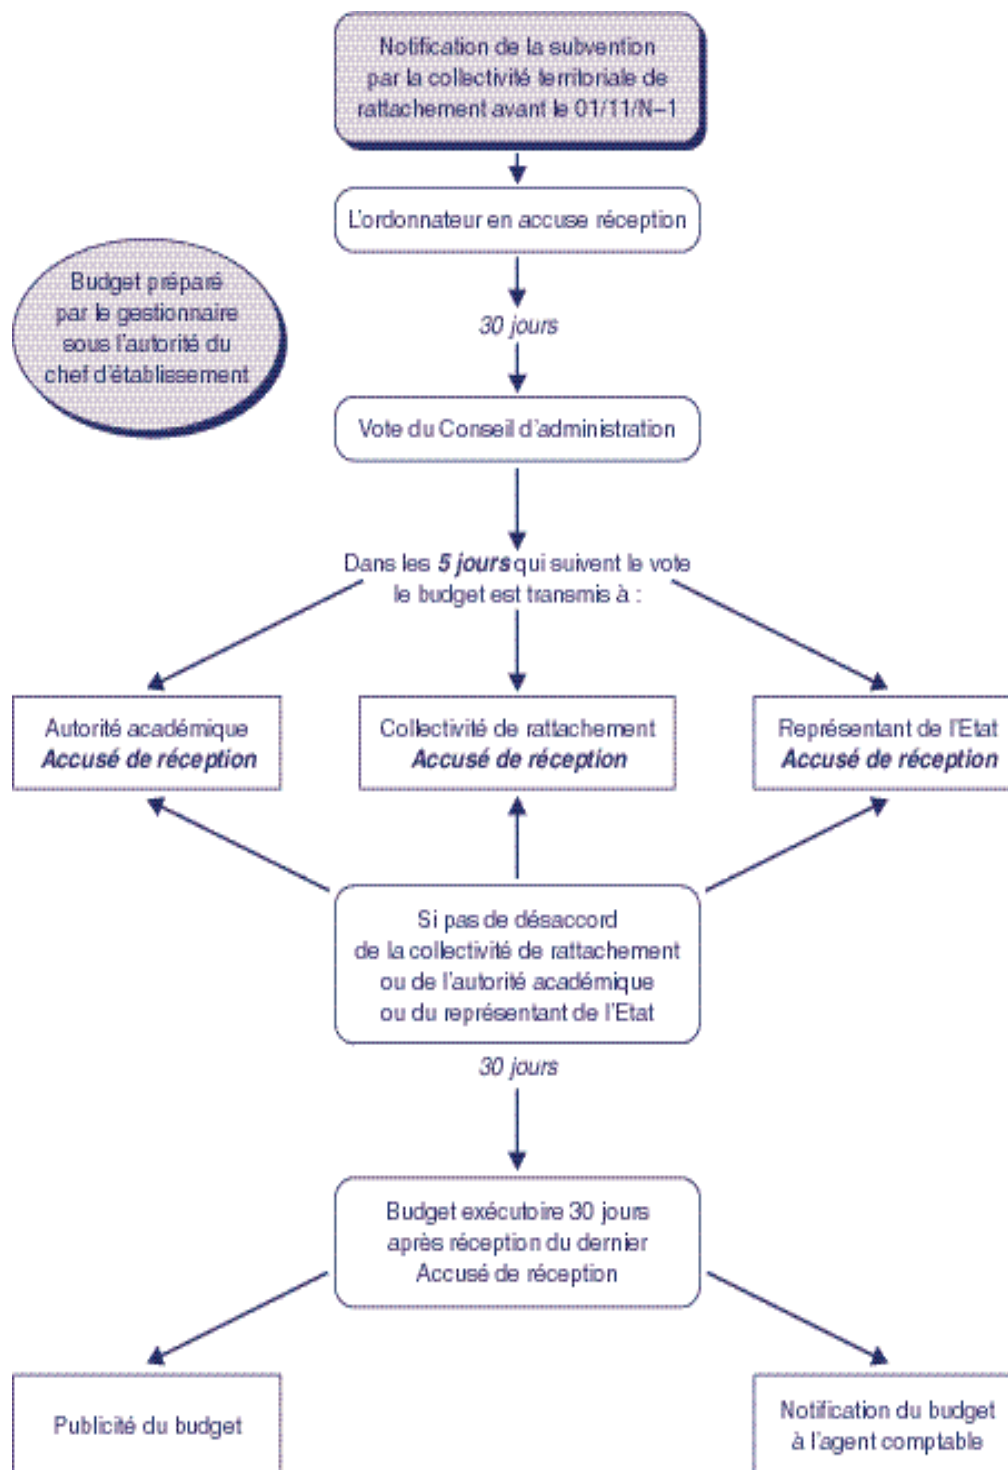 Notification de la subvention
par la collectivité territoriale de
rattachement avant le 01/11/N–1
L'ordonnateur en accuse réception
Budget préparé
par le gestionnaire
sous l'autorité du
chef d'établissement
30 jours
Vote du Conseil d'administration
Dans les 5 jours qui suivent le vote
le budget est transmis à :
Autorité académique
Accusé de réception
Collectivité de rattachement
Accusé de réception
Représentant de l'Etat
Accusé de réception
Si pas de désaccord
de la collectivité de rattachement
ou de l'autorité académique
ou du représentant de l'Etat
30 jours
Budget exécutoire 30 jours
après réception du dernier
Accusé de réception
Publicité du budget
Notification du budget
à l'agent comptable